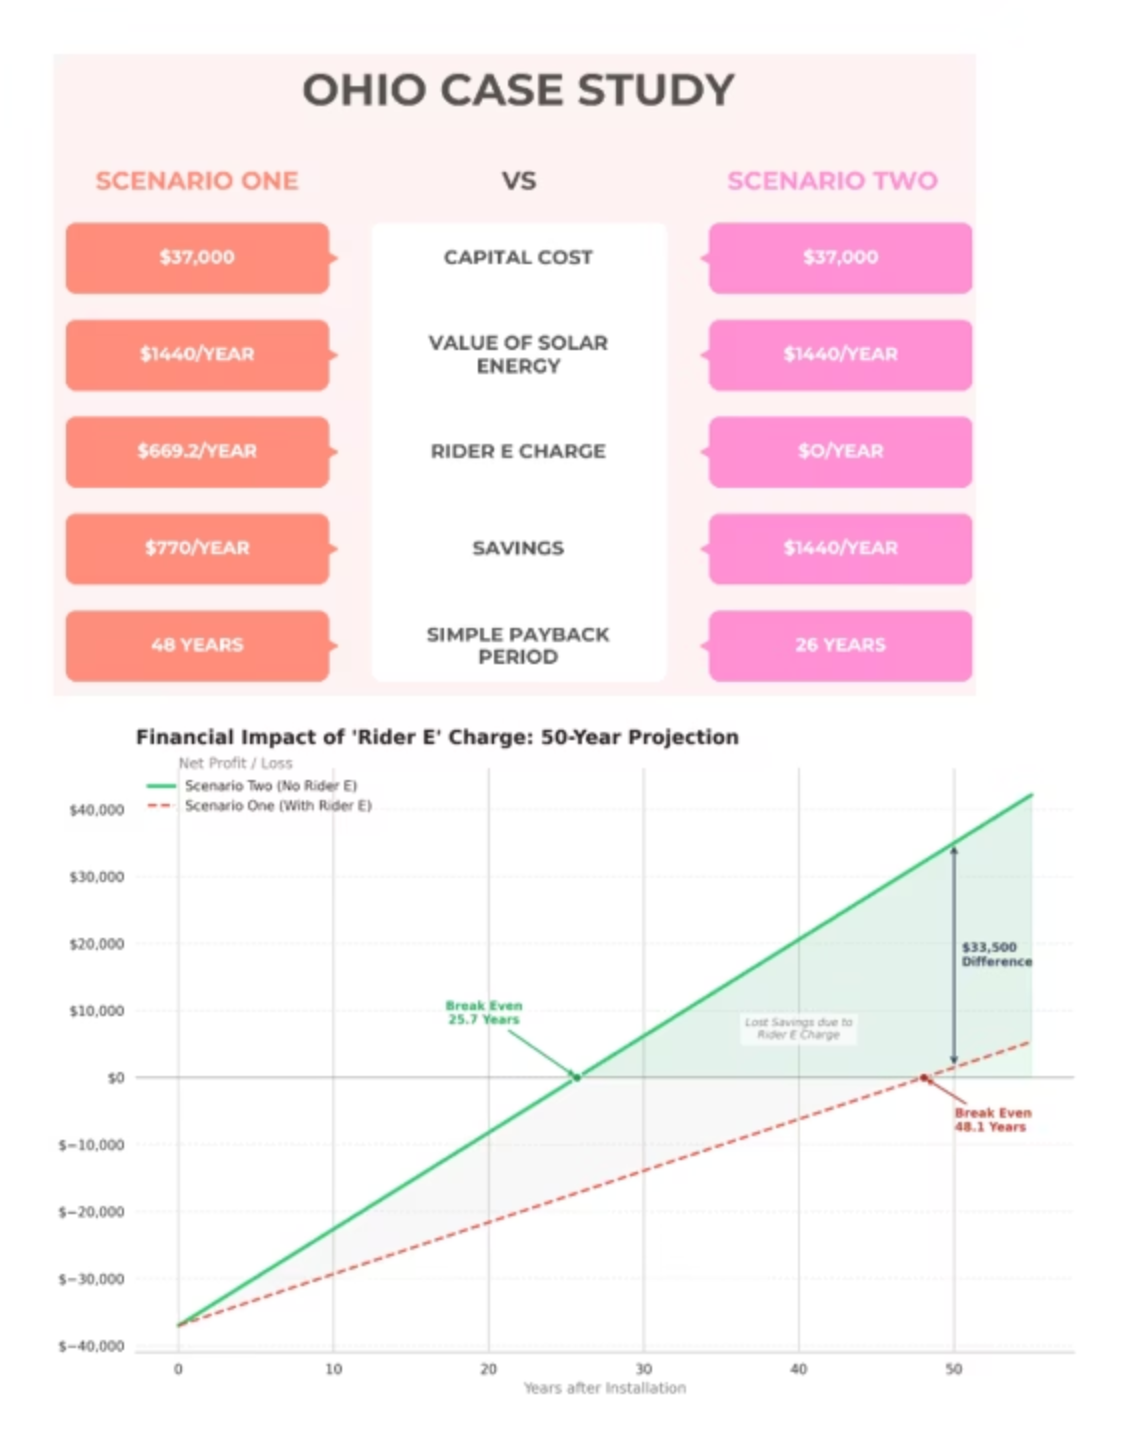 OHIO CASE STUDY
SCENARIO ONE
VS
SCENARIO TWO
$37,000
CAPITAL COST
$37,000
$1440/YEAR
VALUE OF SOLAR
ENERGY
$1440/YEAR
$669.2/YEAR
RIDER E CHARGE
$O/YEAR
$770/YEAR
SAVINGS
$1440/YEAR
48 YEARS
SIMPLE PAYBACK
PERIOD
26 YEARS
Financial Impact of 'Rider E' Charge: 50-Year Projection
Net Profit / Loss
Scenario Two (No Rider E)
Scenario One (With Rider E)
$40,000
$30,000
$20,000
$10,000
$0
$−10,000
$−20,000
$−30,000
$−40,000
Break Even
25.7 Years
Lost Savings due to
Rider E Charge
$33,500
Difference
Break Even
48.1 Years
0
10
20
30
40
50
Years after Installation